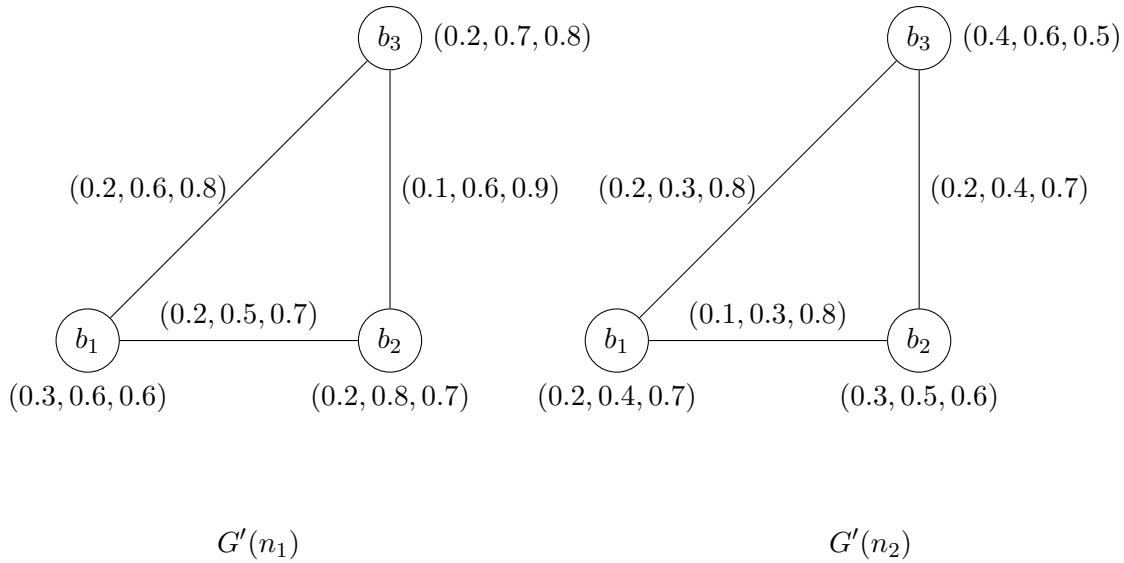 b₃ (0.2, 0.7, 0.8)
(0.2, 0.6, 0.8)
(0.1, 0.6, 0.9)
(0.2, 0.5, 0.7)
b₁
b₂
(0.3, 0.6, 0.6)
(0.2, 0.8, 0.7)
G′(n₁)
b₃ (0.4, 0.6, 0.5)
(0.2, 0.3, 0.8)
(0.2, 0.4, 0.7)
(0.1, 0.3, 0.8)
b₁
b₂
(0.2, 0.4, 0.7)
(0.3, 0.5, 0.6)
G′(n₂)